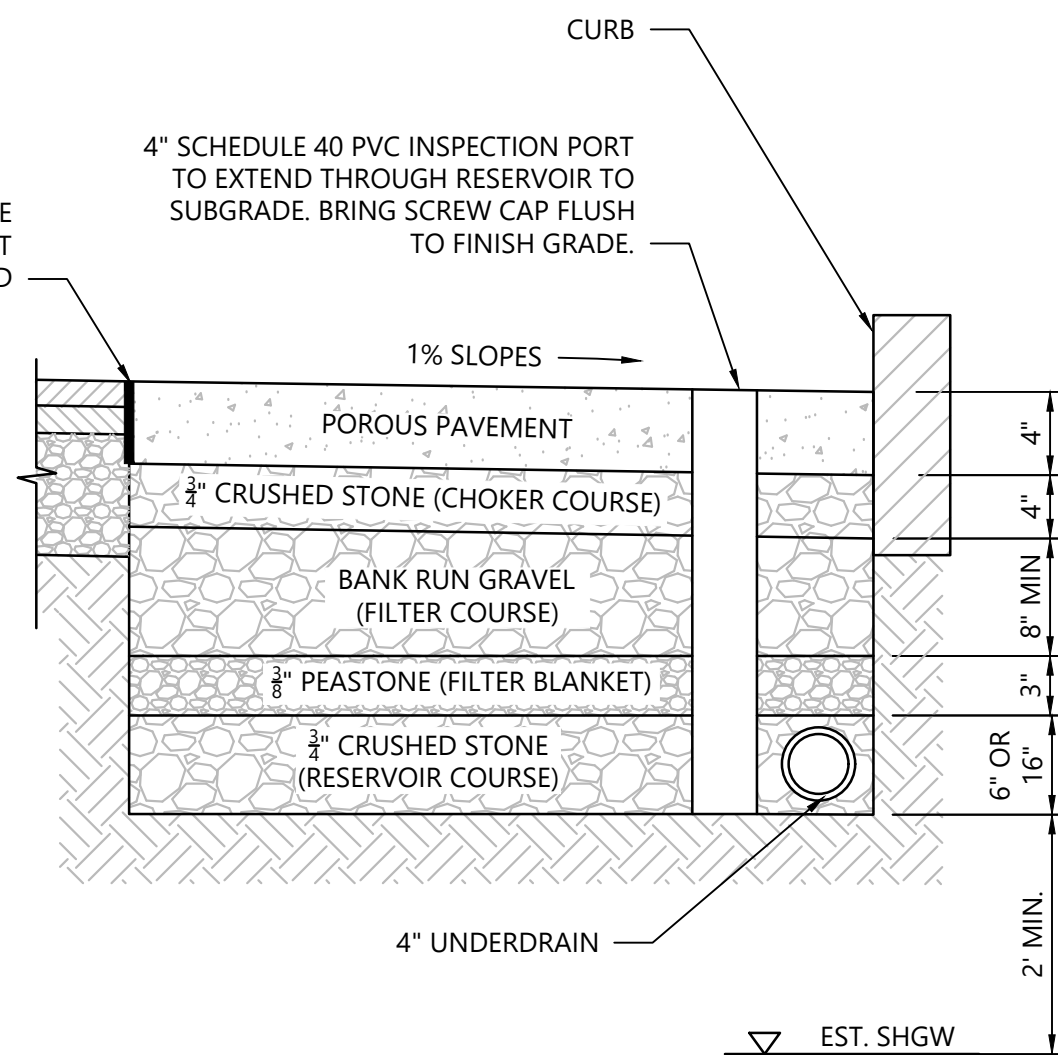 CURB
4" SCHEDULE 40 PVC INSPECTION PORT
TO EXTEND THROUGH RESERVOIR TO
SUBGRADE. BRING SCREW CAP FLUSH
TO FINISH GRADE.
E
T
D
1% SLOPES
POROUS PAVEMENT
3/4" CRUSHED STONE (CHOKER COURSE)
BANK RUN GRAVEL
(FILTER COURSE)
3/8" PEASTONE (FILTER BLANKET)
3/4" CRUSHED STONE
(RESERVOIR COURSE)
4"
4"
8" MIN
3"
6" OR
16"
2' MIN.
4" UNDERDRAIN
EST. SHGW